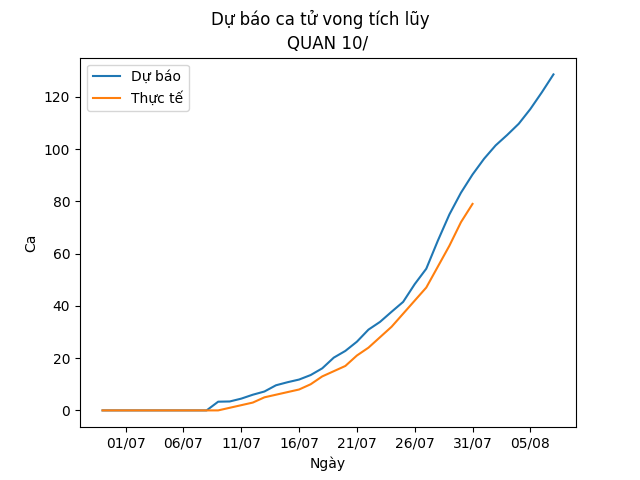 Dự báo ca tử vong tích lũy
QUAN 10/
Dự báo
Thực tế
120
100
80
60
40
20
0
Ca
01/07 06/07 11/07 16/07 21/07 26/07 31/07 05/08
Ngày